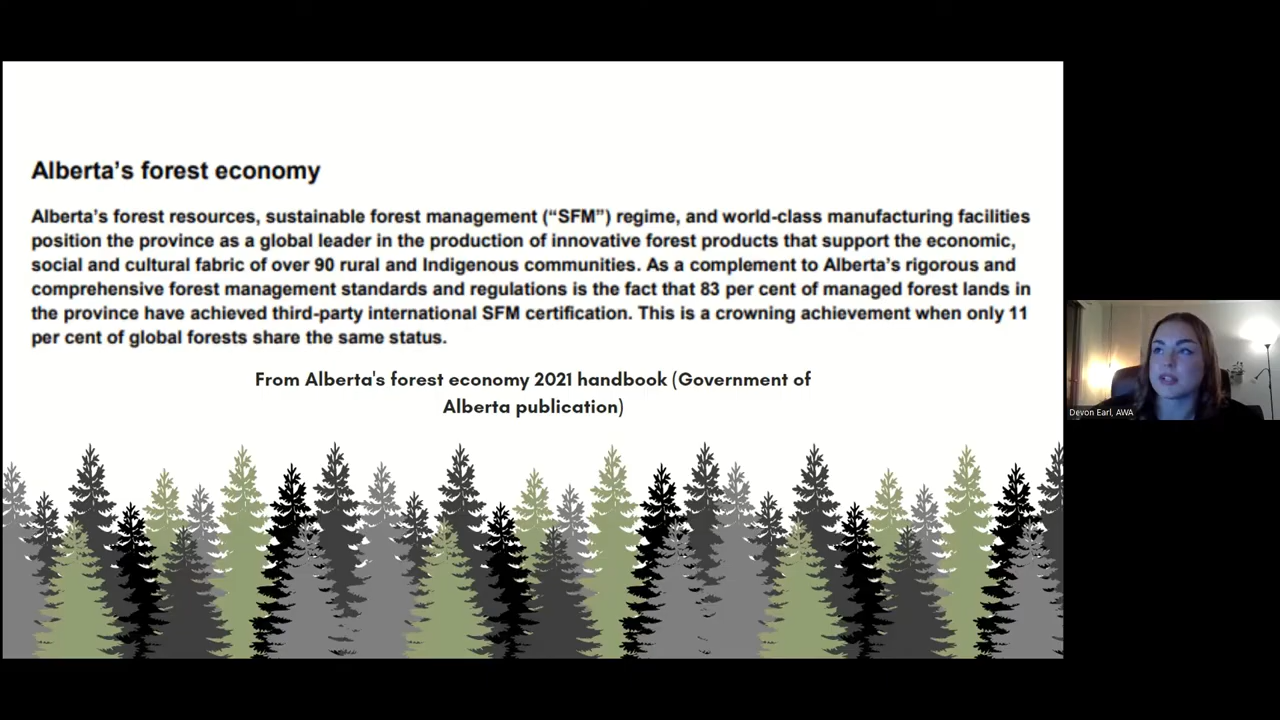 Alberta’s forest economy
Alberta’s forest resources, sustainable forest management (“SFM”) regime, and world-class manufacturing facilities
position the province as a global leader in the production of innovative forest products that support the economic,
social and cultural fabric of over 90 rural and Indigenous communities. As a complement to Alberta’s rigorous and
comprehensive forest management standards and regulations is the fact that 83 per cent of managed forest lands in
the province have achieved third-party international SFM certification. This is a crowning achievement when only 11
per cent of global forests share the same status.
From Alberta's forest economy 2021 handbook (Government of
Alberta publication)
Devon Earl, AWA